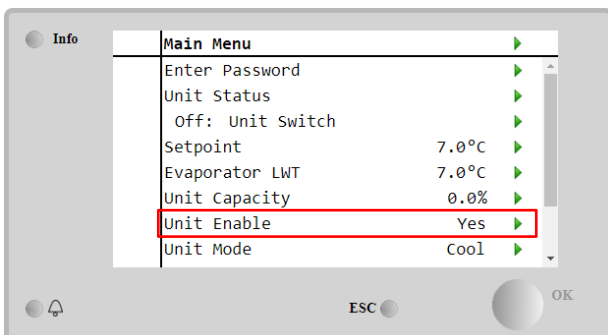 Info
Main Menu
Enter Password
Unit Status
Off: Unit Switch
Setpoint 7.0°C
Evaporator LWT 7.0°C
Unit Capacity 0.0%
Unit Enable Yes
Unit Mode Cool
ESC
OK